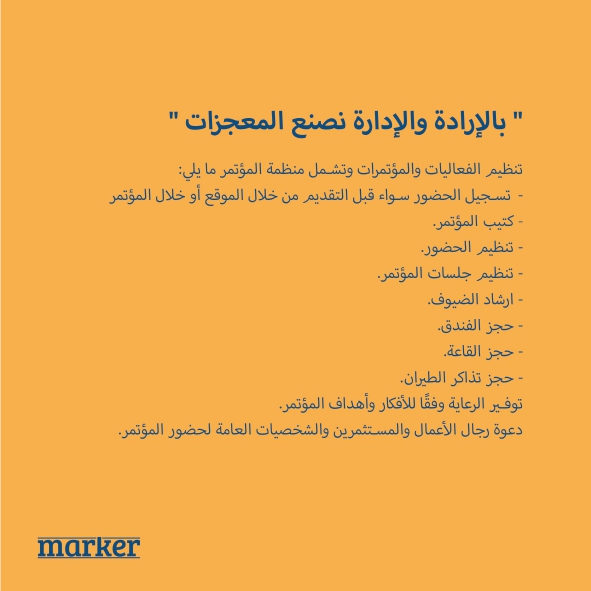 " بالإرادة والإدارة نصنع المعجزات "
تنظيم الفعاليات والمؤتمرات وتشمل منظمة المؤتمر ما يلي:
- تسجيل الحضور سواء قبل التقديم من خلال الموقع أو خلال المؤتمر
- كتيب المؤتمر.
- تنظيم الحضور.
- تنظيم جلسات المؤتمر.
- ارشاد الضيوف.
- حجز الفندق.
- حجز القاعة.
- حجز تذاكر الطيران.
توفير الرعاية وفقًا للأفكار وأهداف المؤتمر.
دعوة رجال الأعمال والمستثمرين والشخصيات العامة لحضور المؤتمر.
marker